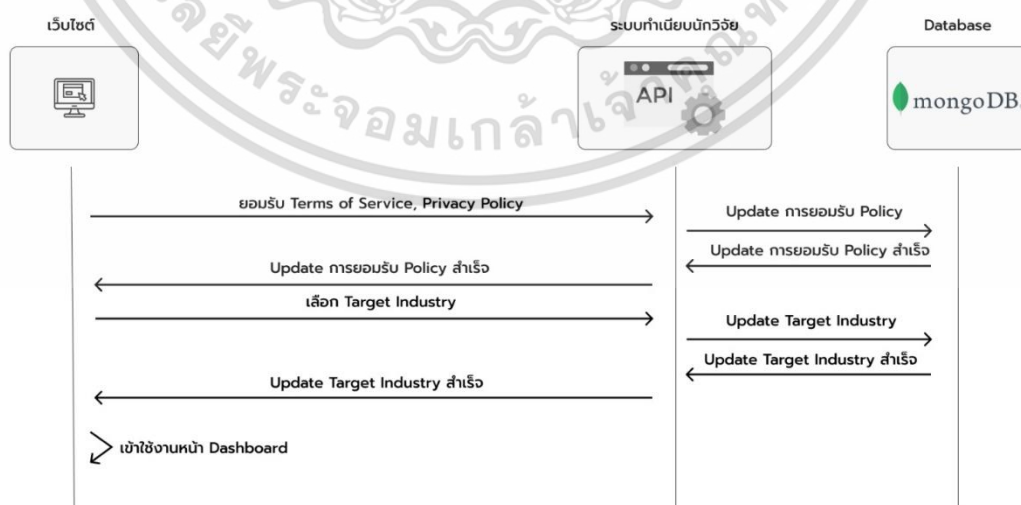 เว็บไซต์
ระบบทำเนียบนักวิจัย
Database
API
mongoDB
ยอมรับ Terms of Service, Privacy Policy
Update การยอมรับ Policy
Update การยอมรับ Policy สำเร็จ
Update การยอมรับ Policy สำเร็จ
เลือก Target Industry
Update Target Industry
Update Target Industry สำเร็จ
Update Target Industry สำเร็จ
เข้าใช้งานหน้า Dashboard